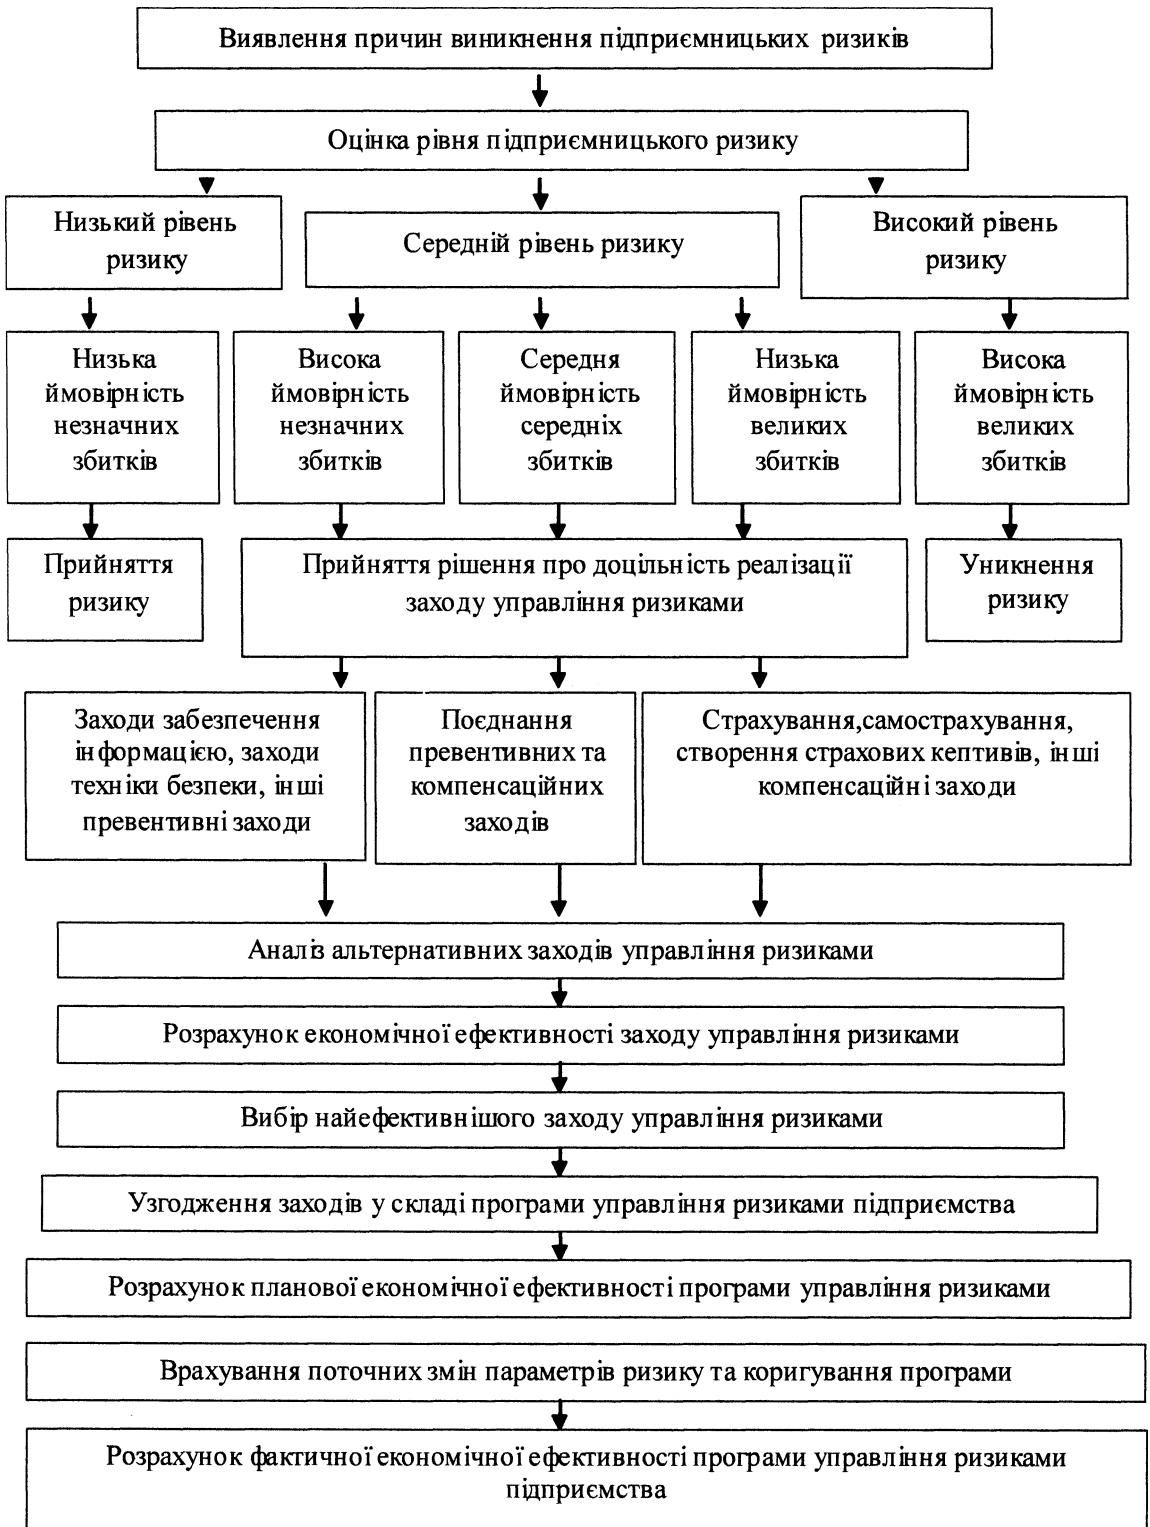 Виявлення причин виникнення підприємницьких ризиків
Оцінка рівня підприємницького ризику
Низький рівень
ризику
Середній рівень ризику
Високий рівень
ризику
Низька
ймовірність
незначних
збитків
Висока
ймовірність
незначних
збитків
Середня
ймовірність
середніх
збитків
Низька
ймовірність
великих
збитків
Висока
ймовірність
великих
збитків
Прийняття
ризику
Прийняття рішення про доцільність реалізації
заходу управління ризиками
Уникнення
ризику
Заходи забезпечення
інформацією, заходи
техніки безпеки, інші
превентивні заходи
Поєднання
превентивних та
компенсаційних
заходів
Страхування,самострахування,
створення страхових кептивів, інші
компенсаційні заходи
Аналіз альтернативних заходів управління ризиками
Розрахунок економічної ефективності заходу управління ризиками
Вибір найефективнішого заходу управління ризиками
Узгодження заходів у складі програми управління ризиками підприємства
Розрахунок планової економічної ефективності програми управління ризиками
Врахування поточних змін параметрів ризику та коригування програми
Розрахунок фактичної економічної ефективності програми управління ризиками
підприємства